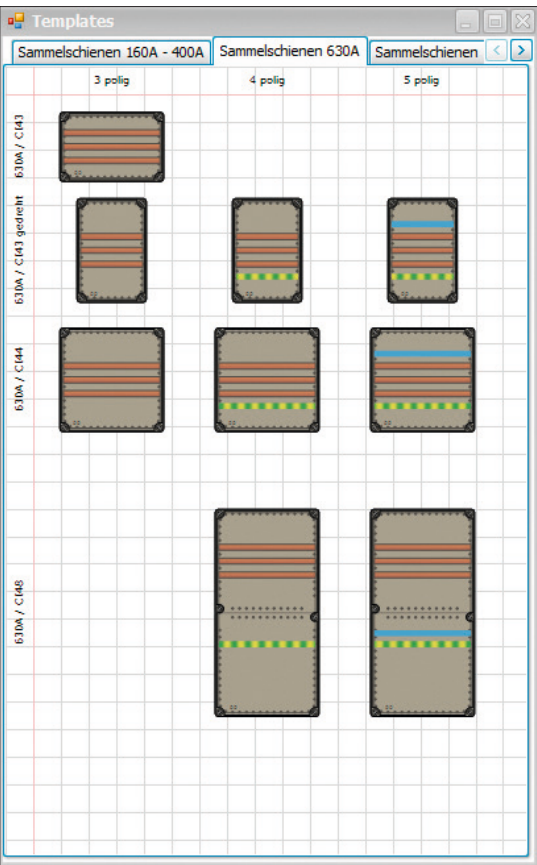 Templates
Sammelschienen 160A - 400A
Sammelschienen 630A
Sammelschienen
3 polig
4 polig
5 polig
630A / CI43
630A / CI43 gedreht
630A / CI44
630A / CI48